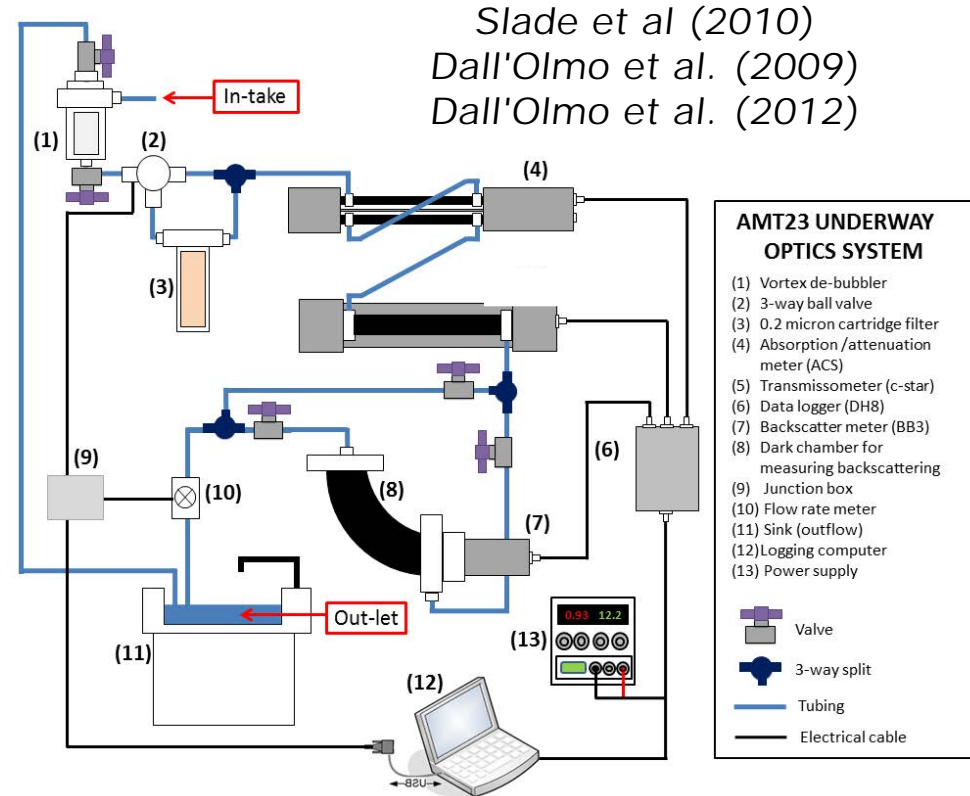 Slade et al (2010)
Dall'Olmo et al. (2009)
Dall'Olmo et al. (2012)
In-take
(1)
(2)
(3)
(4)
(6)
(7)
(8)
(9)
(10)
Out-let
(11)
(12)
(13)
0.93 12.2
USB
AMT23 UNDERWAY
OPTICS SYSTEM
(1) Vortex de-bubbler
(2) 3-way ball valve
(3) 0.2 micron cartridge filter
(4) Absorption /attenuation
meter (ACS)
(5) Transmissometer (c-star)
(6) Data logger (DH8)
(7) Backscatter meter (BB3)
(8) Dark chamber for
measuring backscattering
(9) Junction box
(10) Flow rate meter
(11) Sink (outflow)
(12)Logging computer
(13) Power supply
Valve
3-way split
Tubing
Electrical cable